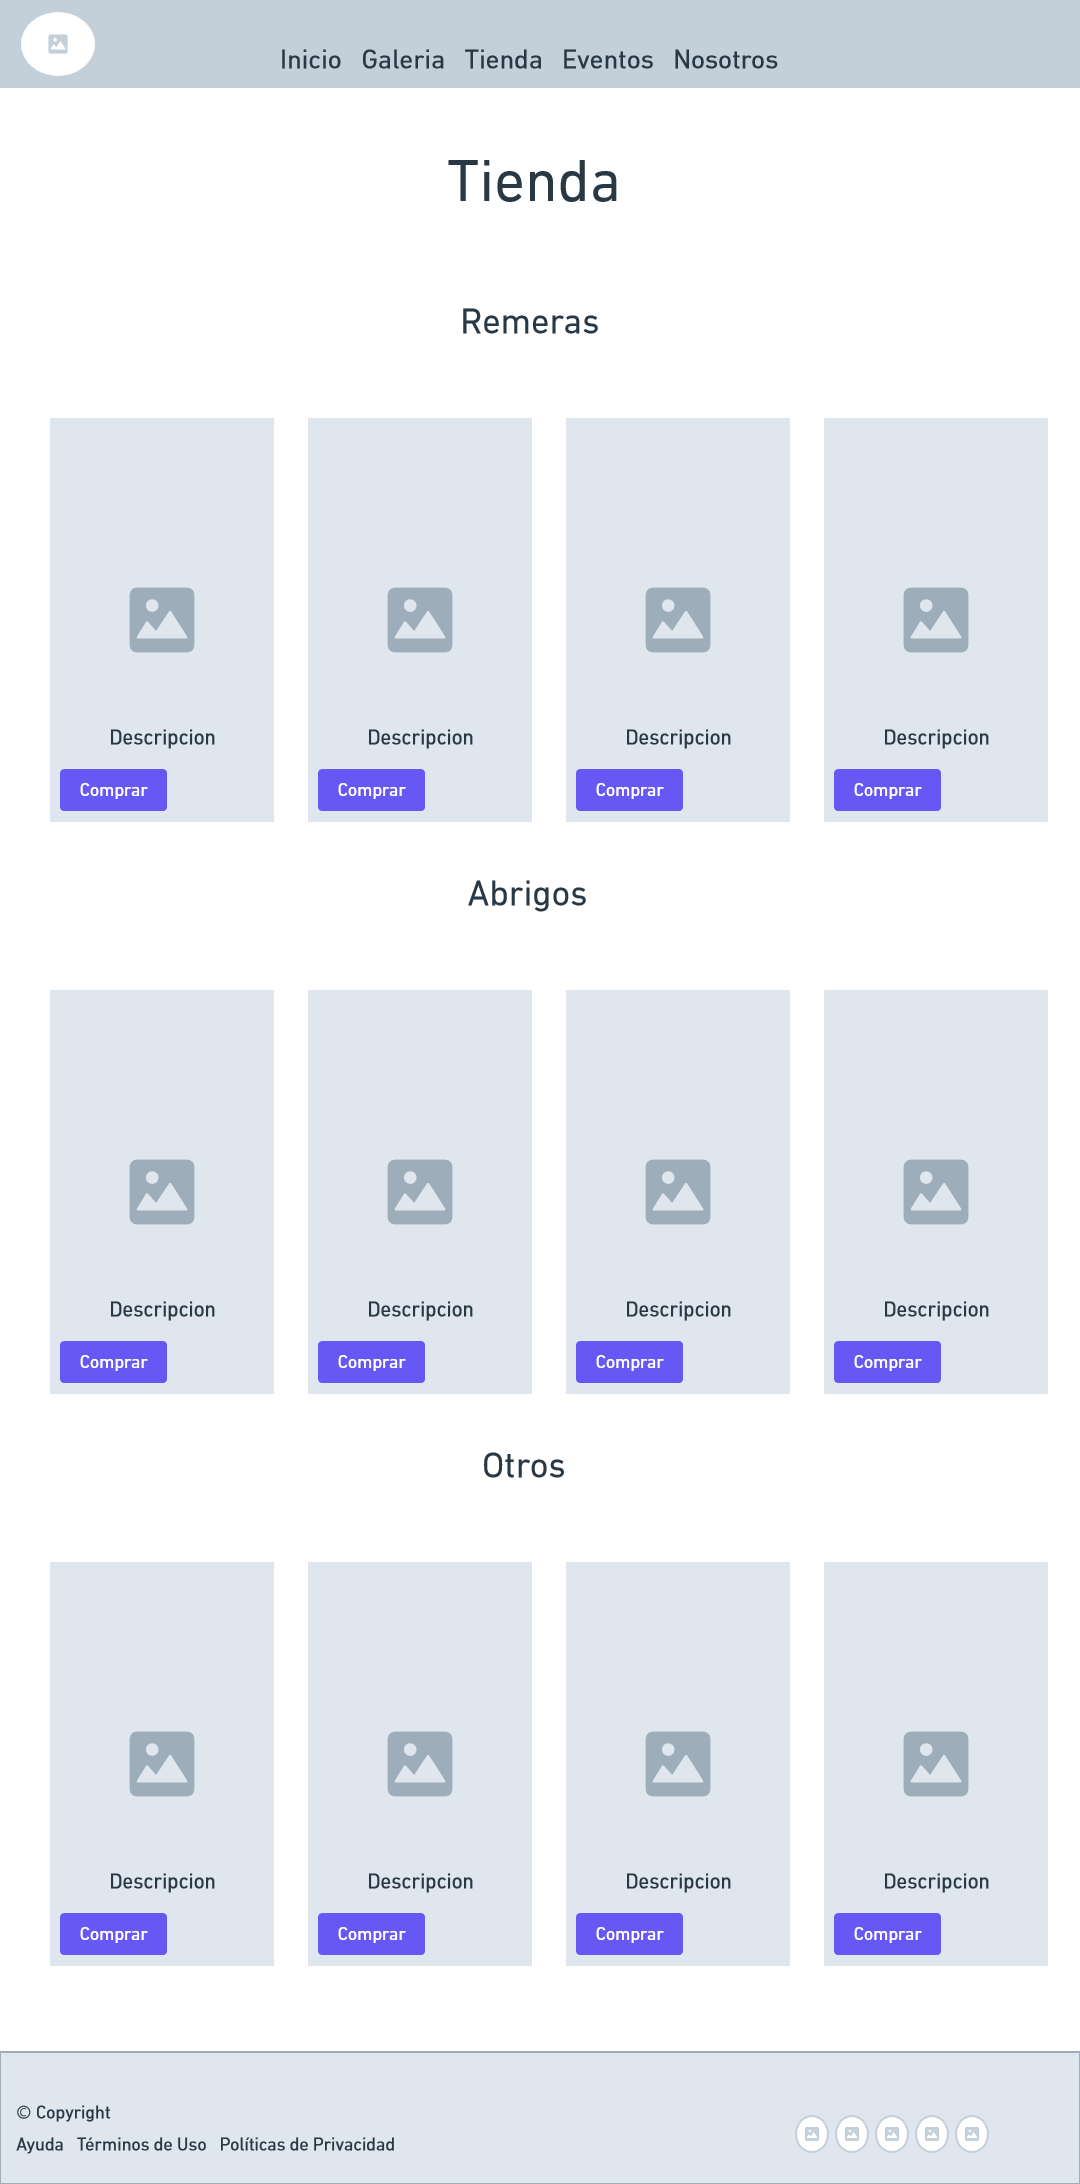 Inicio Galeria Tienda Eventos Nosotros
Tienda
Remeras
Descripcion Descripcion Descripcion Descripcion
Comprar Comprar Comprar Comprar
Abrigos
Descripcion Descripcion Descripcion Descripcion
Comprar Comprar Comprar Comprar
Otros
Descripcion Descripcion Descripcion Descripcion
Comprar Comprar Comprar Comprar
© Copyright
Ayuda Términos de Uso Políticas de Privacidad